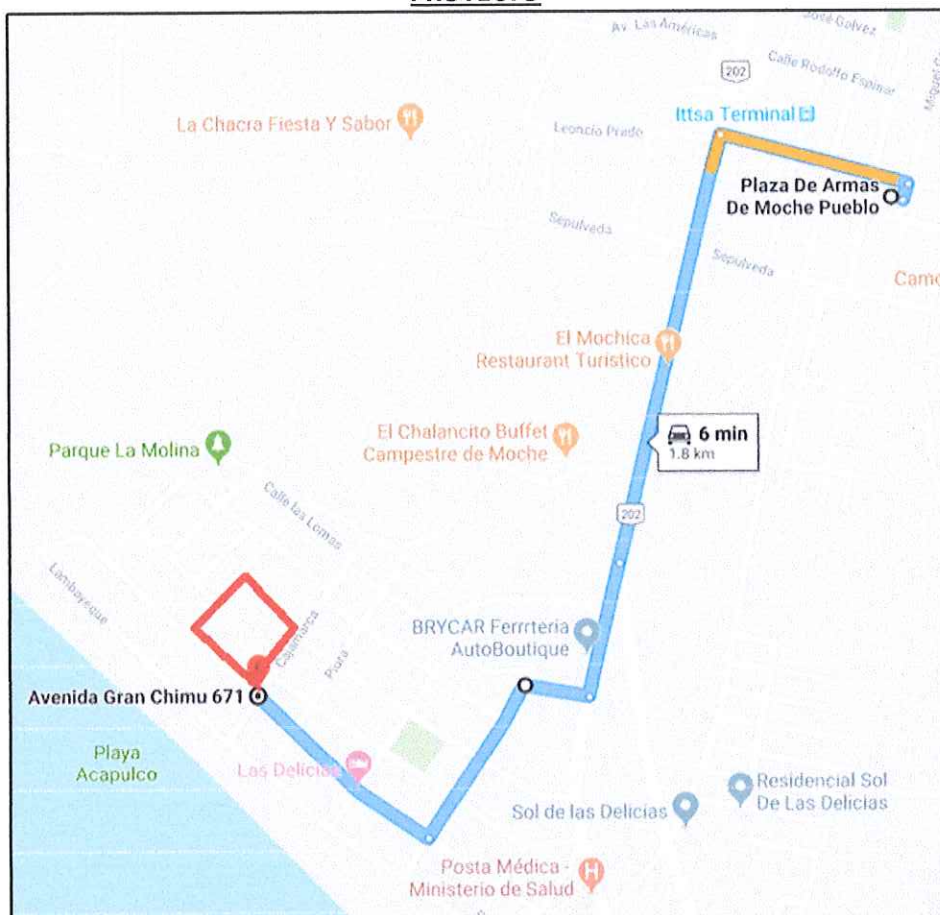 PROYECTO
José Galvez
Av. Las Américas
202
Calle Rodolfo Espinar
La Chacra Fiesta Y Sabor
Ittsa Terminal
Leoncio Prado
Plaza De Armas
De Moche Pueblo
Sepulveda
Sepulveda
El Mochica
Restaurant Turístico
El Chalancito Buffet
Campestre de Moche
6 min
1.8 km
Parque La Molina
Calle las Lomas
202
Lambayeque
BRYCAR Ferrrteria
AutoBoutique
Cajamarca
Piura
Avenida Gran Chimu 671
Playa
Acapulco
Las Delicias
Residencial Sol
De Las Delicias
Sol de las Delicias
Posta Médica -
Ministerio de Salud